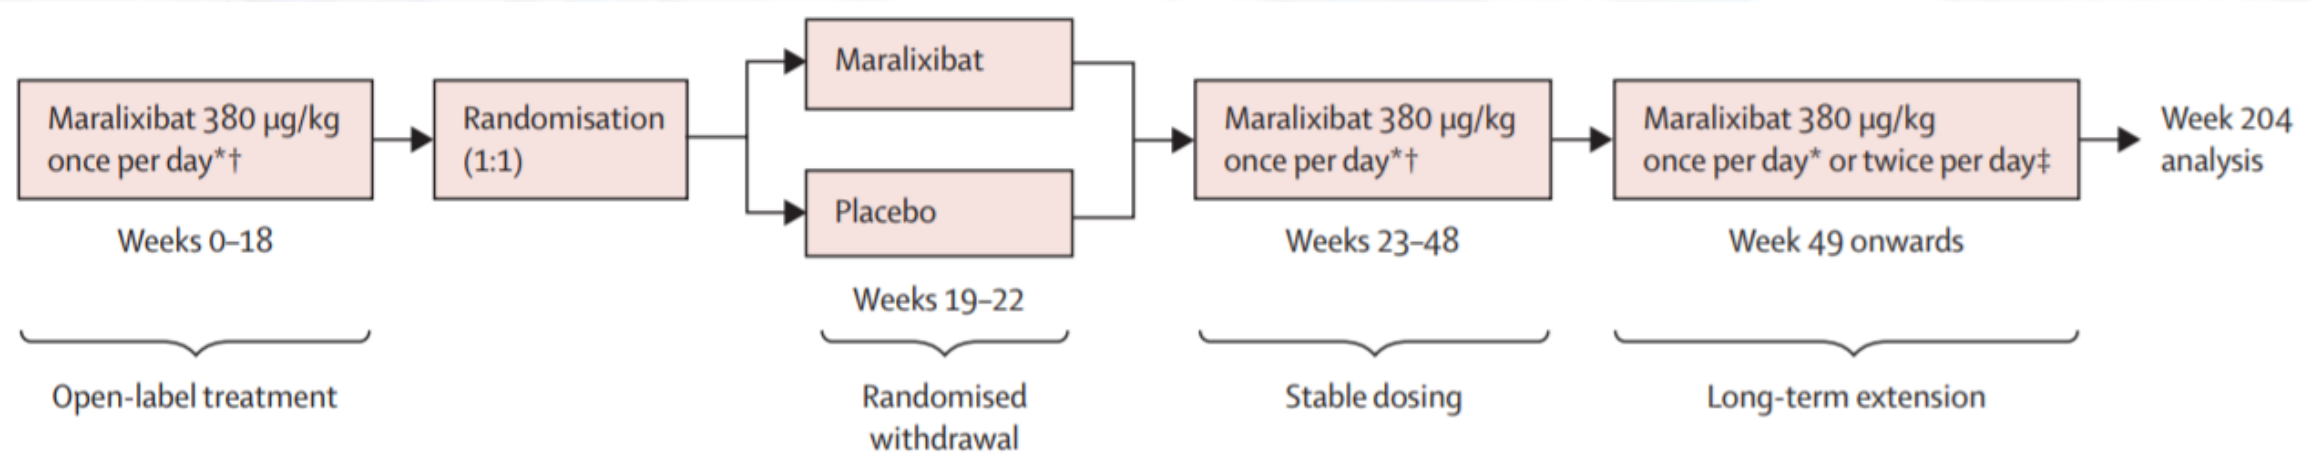 Maralixibat 380 µg/kg
once per day*†
Weeks 0–18
Open-label treatment
Randomisation
(1:1)
Maralixibat
Placebo
Weeks 19–22
Randomised
withdrawal
Maralixibat 380 µg/kg
once per day*†
Weeks 23–48
Stable dosing
Maralixibat 380 µg/kg
once per day* or twice per day‡
Week 49 onwards
Long-term extension
Week 204
analysis